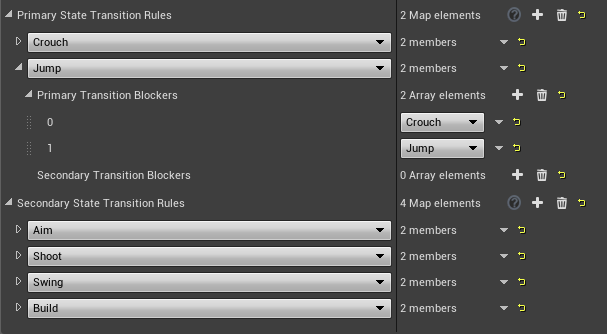 Primary State Transition Rules 2 Map elements ?
Crouch 2 members
Jump 2 members
Primary Transition Blockers 2 Array elements
0 Crouch
1 Jump
Secondary Transition Blockers 0 Array elements
Secondary State Transition Rules 4 Map elements ?
Aim 2 members
Shoot 2 members
Swing 2 members
Build 2 members